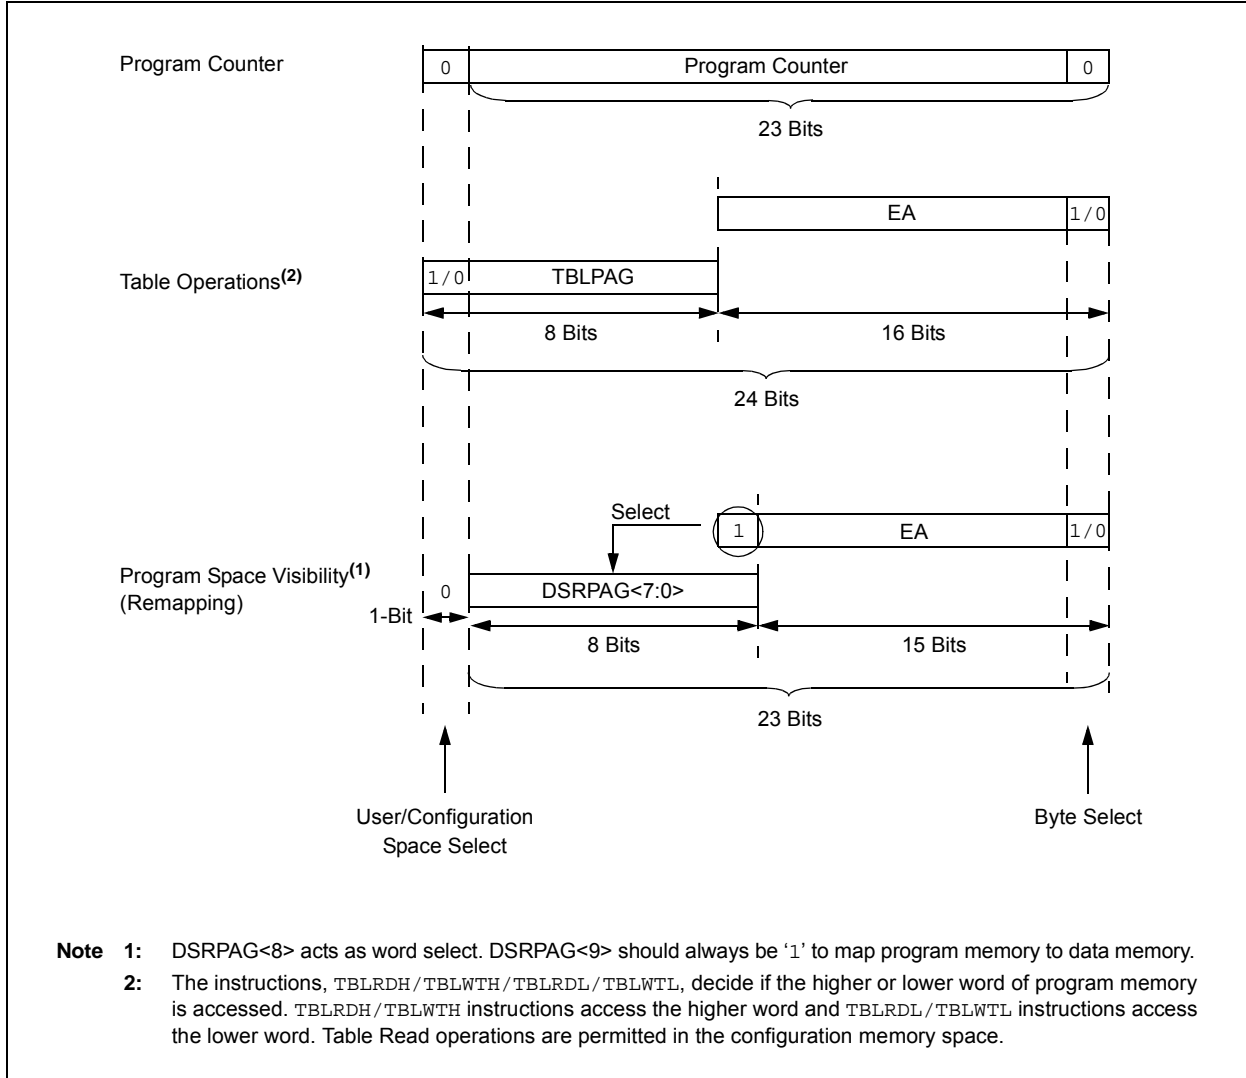 Program Counter
0 Program Counter 0
23 Bits
EA 1/0
Table Operations(2)
1/0 TBLPAG
8 Bits 16 Bits
24 Bits
Select
1 EA 1/0
Program Space Visibility(1)
(Remapping)
0 DSRPAG<7:0>
1-Bit
8 Bits 15 Bits
23 Bits
User/Configuration
Space Select
Byte Select
Note 1: DSRPAG<8> acts as word select. DSRPAG<9> should always be ‘1’ to map program memory to data memory.
2: The instructions, TBLRDH/TBLWTH/TBLRDL/TBLWTL, decide if the higher or lower word of program memory
is accessed. TBLRDH/TBLWTH instructions access the higher word and TBLRDL/TBLWTL instructions access
the lower word. Table Read operations are permitted in the configuration memory space.